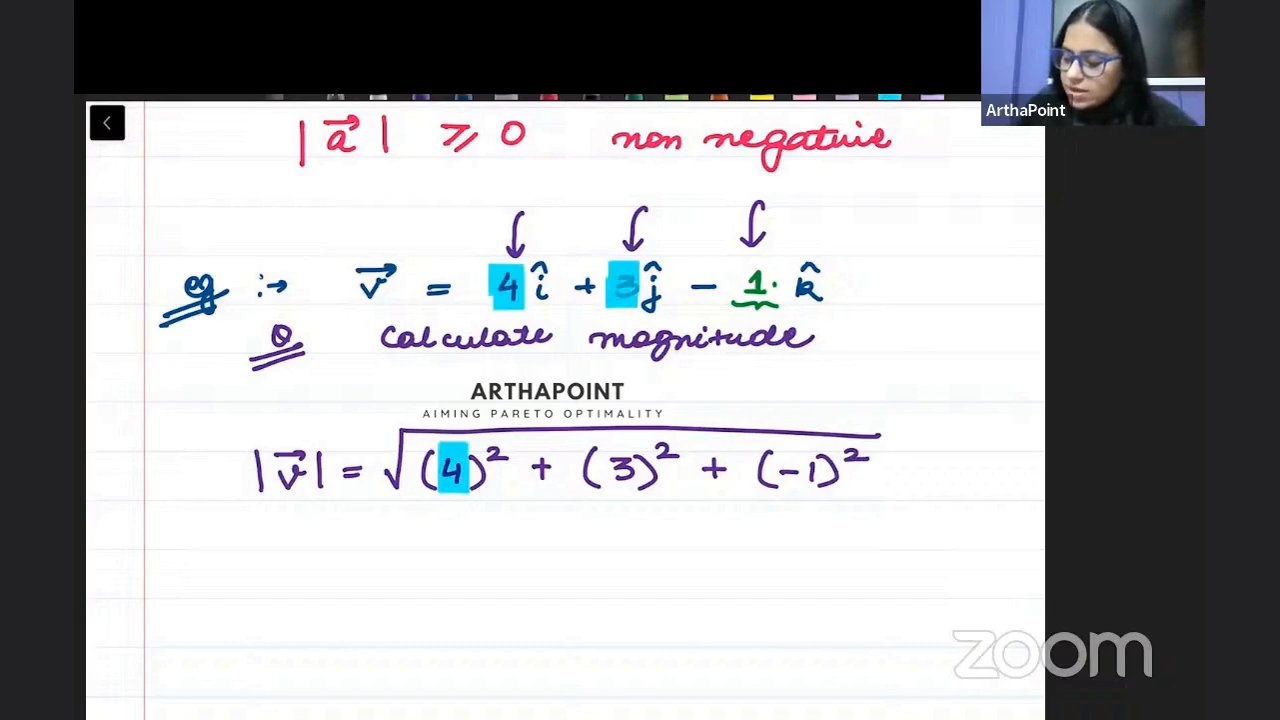 |a⃗| ⩾ 0 non negative
eg :→ v⃗ = 4î + 3ĵ - 1. k̂
Q Calculate magnitude
ARTHAPOINT
AIMING PARETO OPTIMALITY
|v⃗| = √(4)² + (3)² + (-1)²
ArthaPoint
zoom